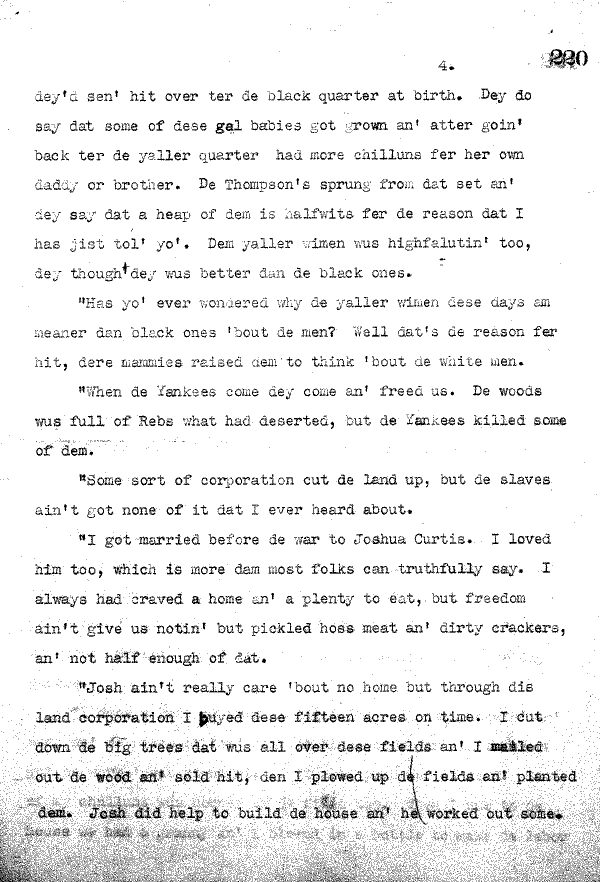 4.
220
dey'd sen' hit over ter de black quarter at birth. Dey do
say dat some of dese gal babies got grown an' atter goin'
back ter de yaller quarter had more chilluns fer her own
daddy or brother. De Thompson's sprung from dat set an'
dey say dat a heap of dem is halfwits fer de reason dat I
has jist tol' yo'. Dem yaller wimen wus highfalutin' too,
dey thought dey wus better dan de black ones.
"Has yo' ever wondered why de yaller wimen dese days am
meaner dan black ones 'bout de men? Well dat's de reason fer
hit, dere mammies raised dem to think 'bout de white men.
"When de Yankees come dey come an' freed us. De woods
wus full of Rebs what had deserted, but de Yankees killed some
of dem.
"Some sort of corporation cut de land up, but de slaves
ain't got none of it dat I ever heard about.
"I got married before de war to Joshua Curtis. I loved
him too, which is more dam most folks can truthfully say. I
always had craved a home an' a plenty to eat, but freedom
ain't give us notin' but pickled hoss meat an' dirty crackers,
an' not half enough of dat.
"Josh ain't really care 'bout no home but through dis
land corporation I buyed dese fifteen acres on time. I cut
down de big trees dat wus all over dese fields an' I mailed
out de wood an' sold hit, den I plowed up de fields an' planted
dem. Josh did help to build de house an' he worked out some.